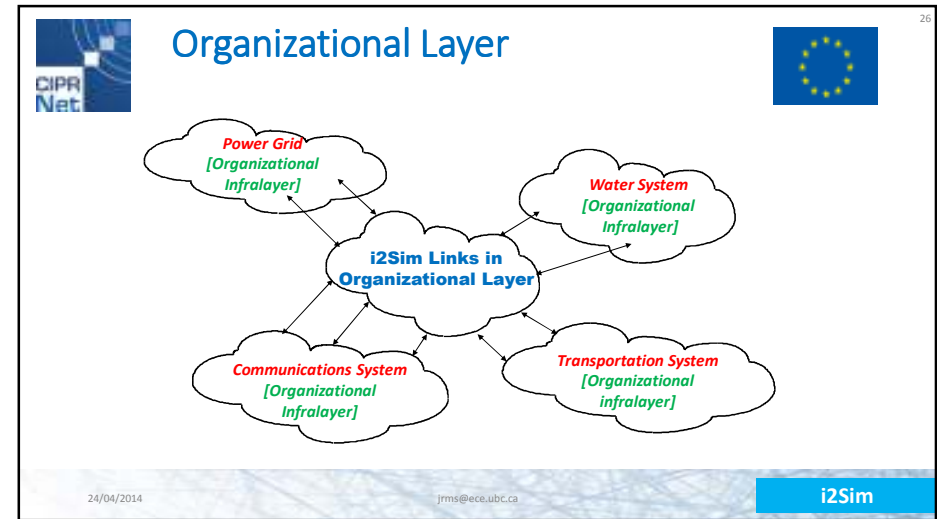 26
Organizational Layer
CIPR
Net
Power Grid
[Organizational
Infralayer]
Water System
[Organizational
Infralayer]
i2Sim Links in
Organizational Layer
Communications System
[Organizational
Infralayer]
Transportation System
[Organizational
infralayer]
24/04/2014
jrms@ece.ubc.ca
i2Sim